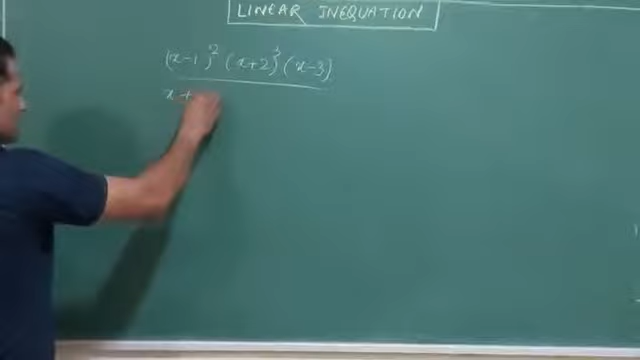 LINEAR INEQUATION
(x-1)² (x+2)³ (x-3)
x +